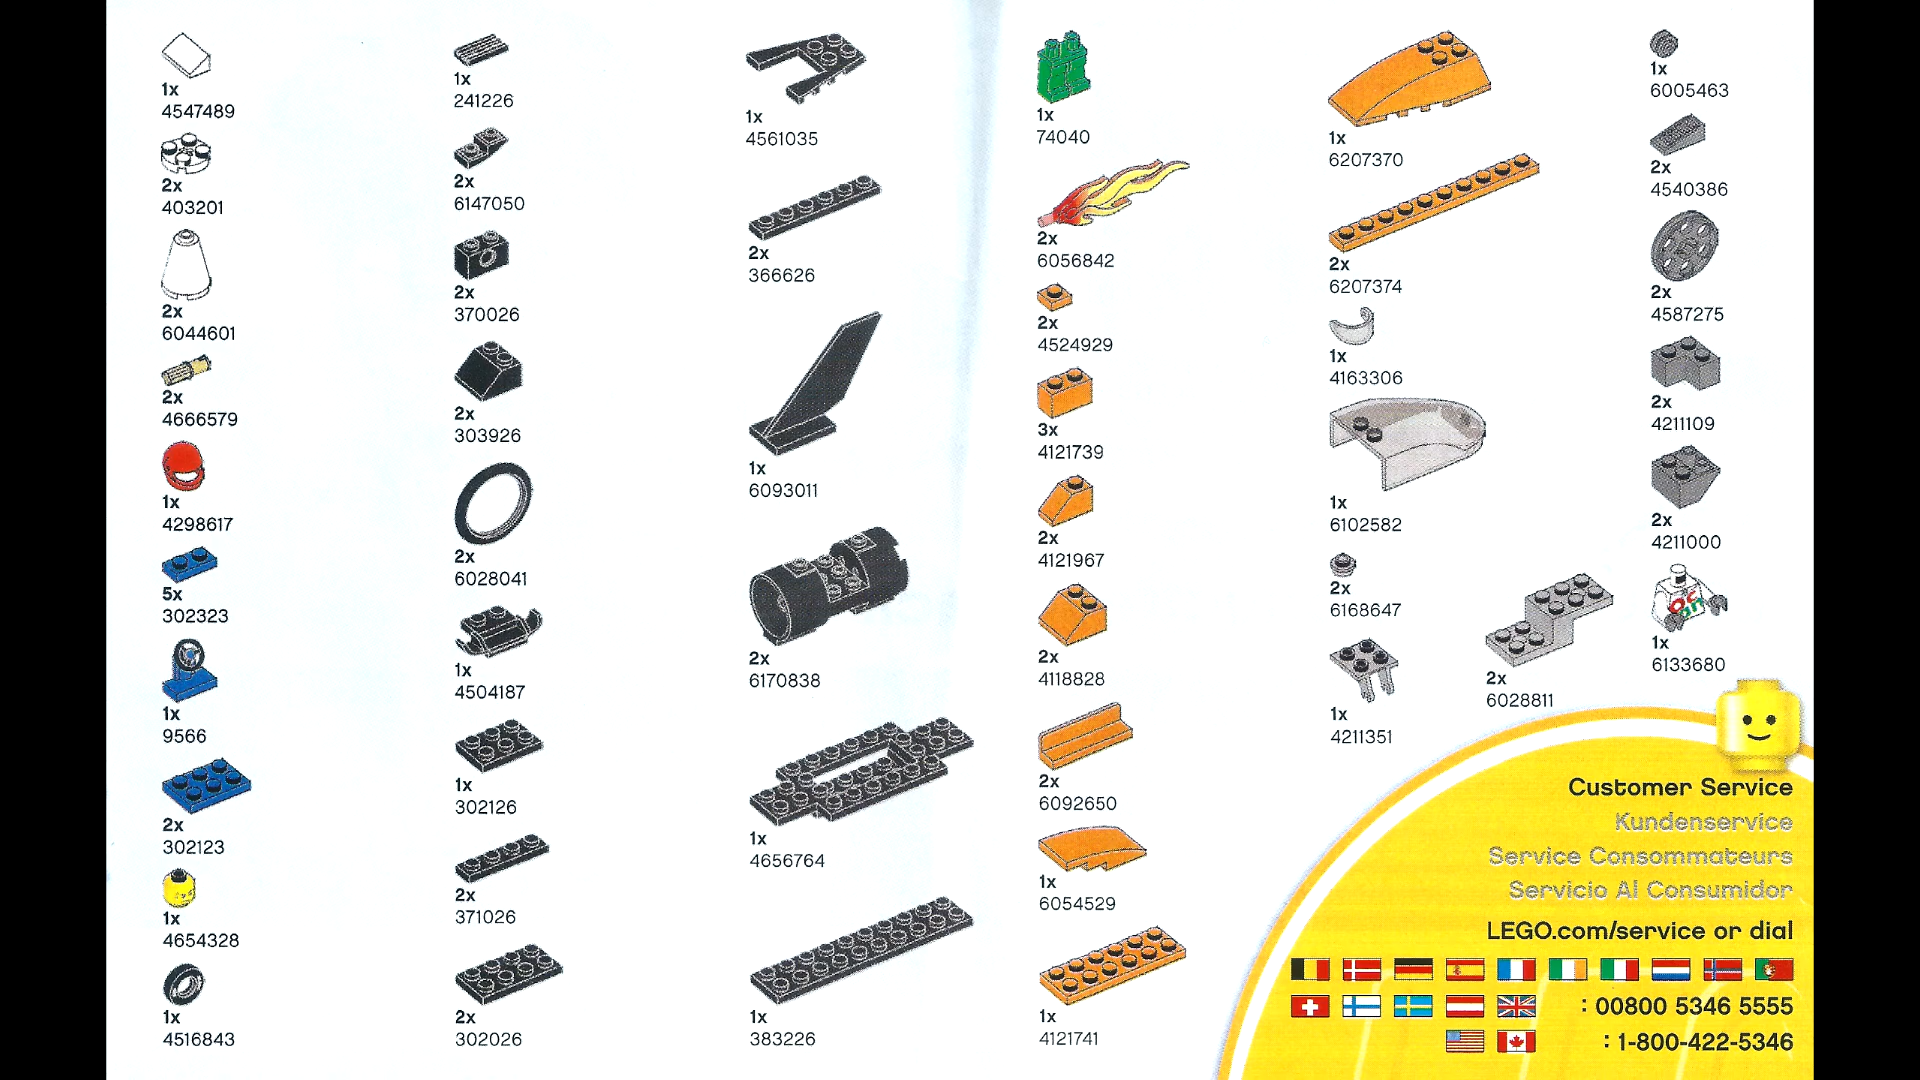 1x
4547489
2x
403201
2x
6044601
2x
4666579
1x
4298617
5x
302323
1x
9566
2x
302123
1x
4654328
1x
4516843
1x
241226
2x
6147050
2x
370026
2x
303926
2x
6028041
1x
4504187
1x
302126
2x
371026
2x
302026
1x
4561035
2x
366626
1x
6093011
2x
6170838
1x
4656764
1x
383226
1x
74040
2x
6056842
2x
4524929
3x
4121739
2x
4121967
2x
4118828
2x
6092650
1x
6054529
1x
4121741
1x
6207370
2x
6207374
1x
4163306
1x
6102582
2x
6168647
1x
4211351
2x
6028811
1x
6005463
2x
4540386
2x
4587275
2x
4211109
2x
4211000
1x
6133680
Customer Service
Kundenservice
Service Consommateurs
Servicio Al Consumidor
LEGO.com/service or dial
: 00800 5346 5555
: 1-800-422-5346